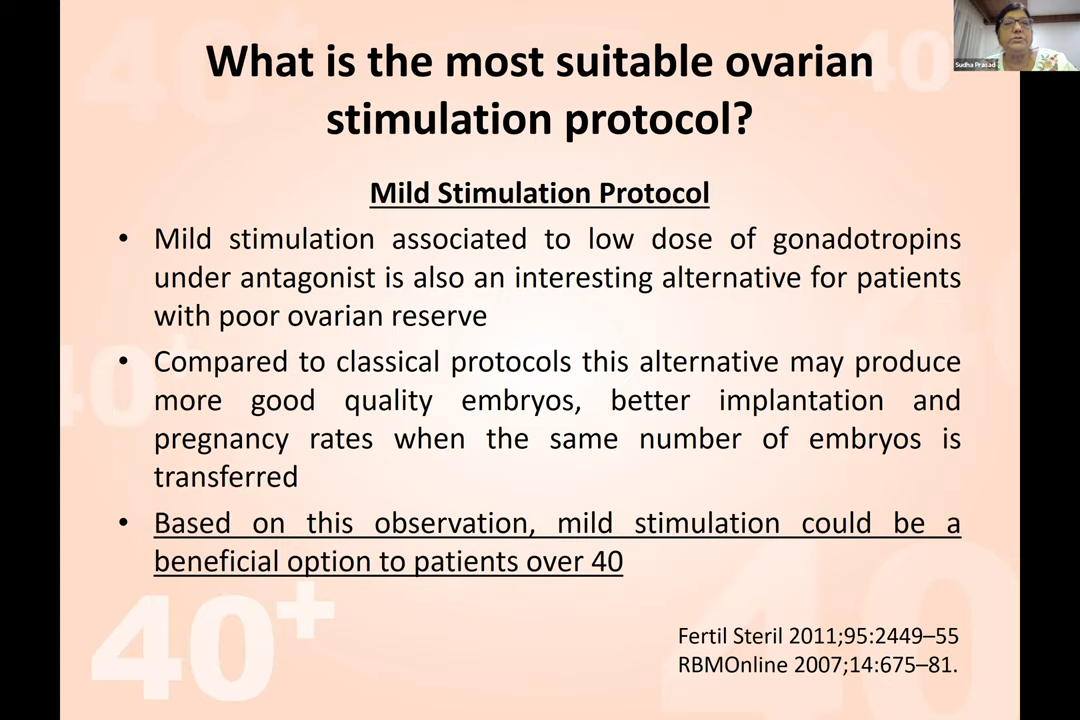 What is the most suitable ovarian
stimulation protocol?
Sudha Prasad
Mild Stimulation Protocol
• Mild stimulation associated to low dose of gonadotropins
under antagonist is also an interesting alternative for patients
with poor ovarian reserve
• Compared to classical protocols this alternative may produce
more good quality embryos, better implantation and
pregnancy rates when the same number of embryos is
transferred
• Based on this observation, mild stimulation could be a
beneficial option to patients over 40
40+
40+
40
40+
40
Fertil Steril 2011;95:2449–55
RBMOnline 2007;14:675–81.